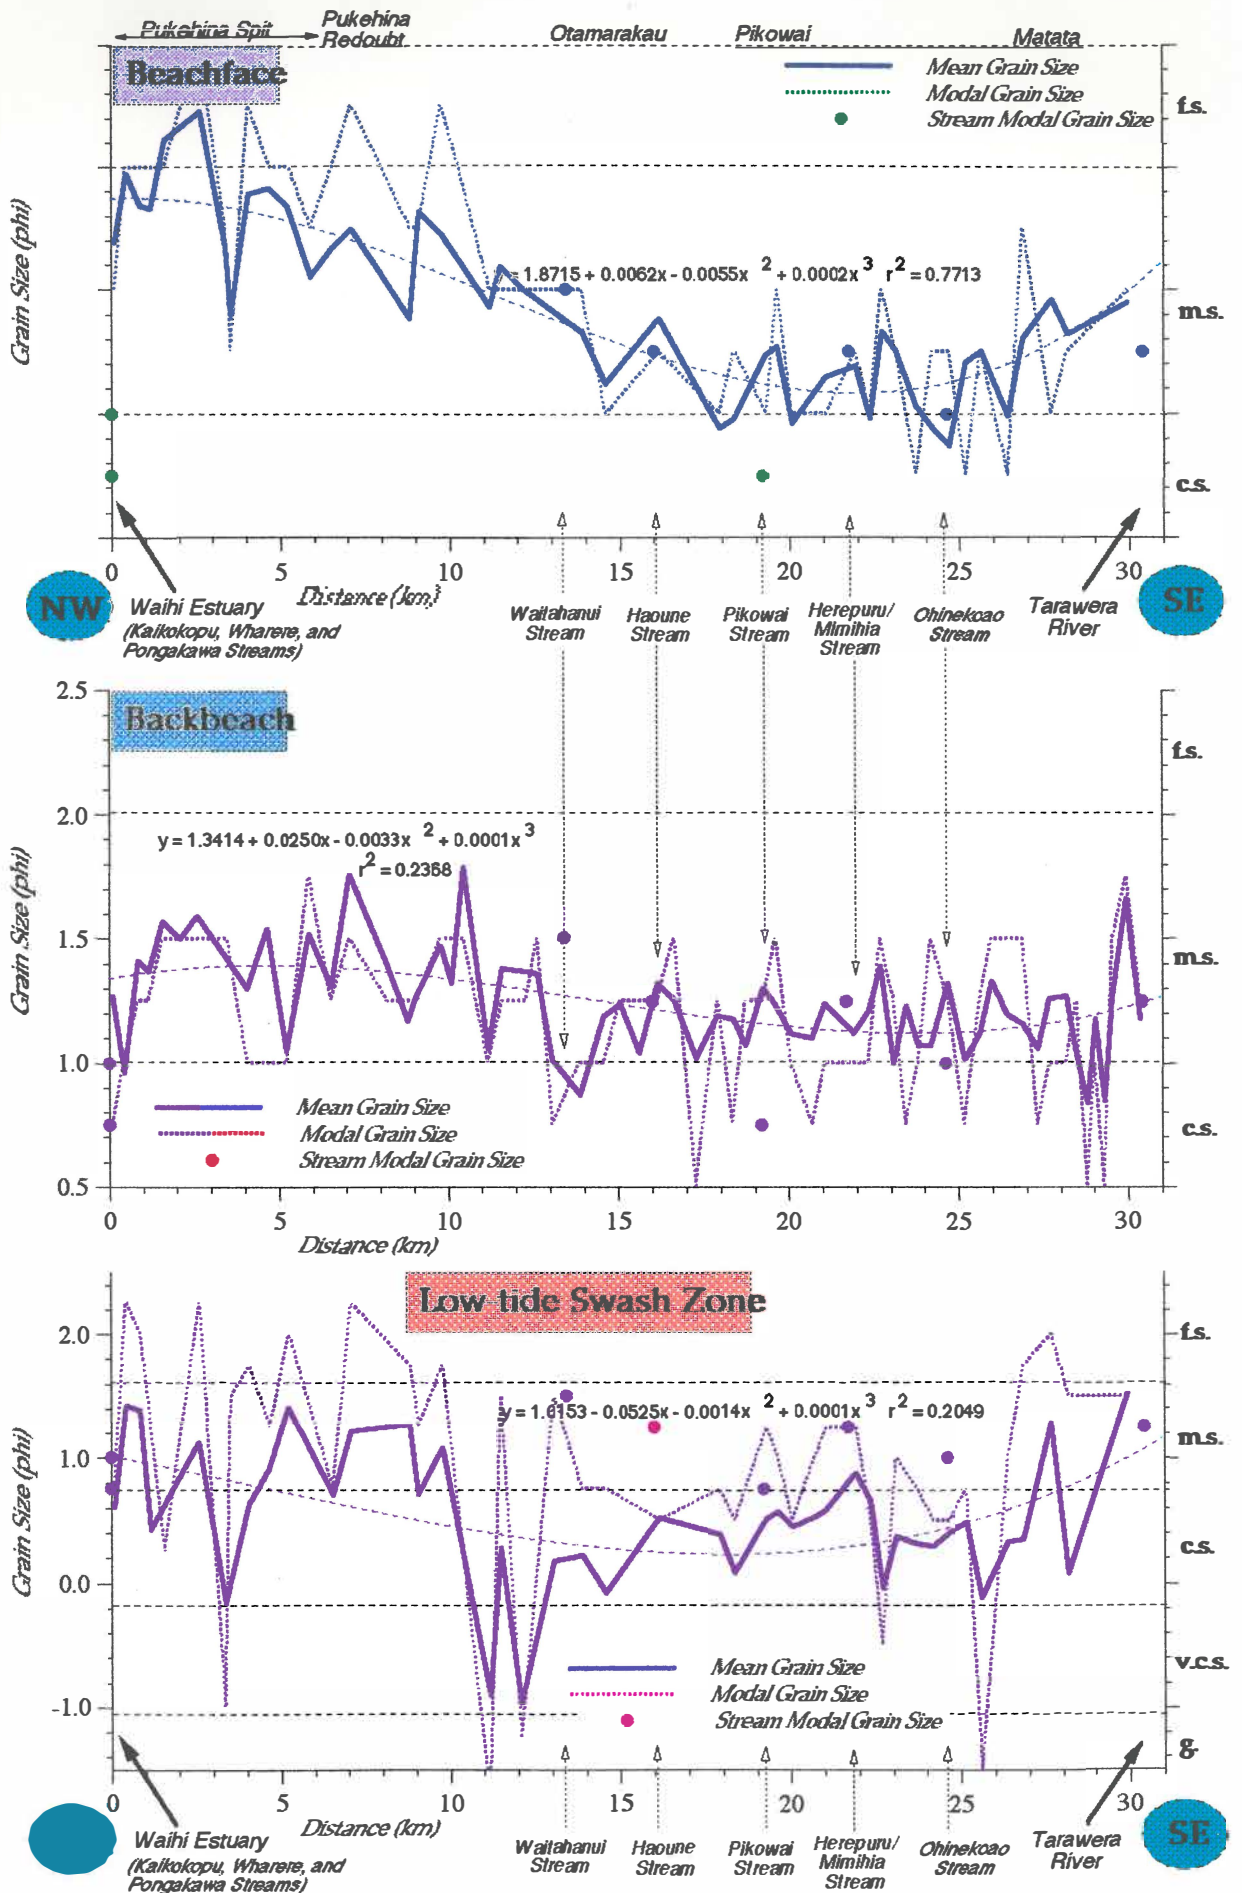 Pukehina Spit
Pukehina
Redoubt
Otamarakau
Pikowai
Matata
Beachface
Mean Grain Size
Modal Grain Size
Stream Modal Grain Size
f.s.
m.s.
c.s.
Grain Size (phi)
= 1.8715 + 0.0062x - 0.0055x 2 + 0.0002x 3 r2 = 0.7713
0 5 10 15 20 25 30
Distance (km)
NW
SE
Waihi Estuary
(Kaikokopu, Wharere, and
Pongakawa Streams)
Waitahanui
Stream
Haoune
Stream
Pikowai
Stream
Herepuru/
Mimihia
Stream
Ohinekoao
Stream
Tarawera
River
Backbeach
2.5
2.0
1.5
1.0
0.5
f.s.
m.s.
c.s.
Grain Size (phi)
y = 1.3414 + 0.0250x - 0.0033x 2 + 0.0001x 3
r2 = 0.2368
Mean Grain Size
Modal Grain Size
Stream Modal Grain Size
0 5 10 15 20 25 30
Distance (km)
Low tide Swash Zone
2.0
1.0
0.0
-1.0
f.s.
m.s.
c.s.
v.c.s.
g.
Grain Size (phi)
y = 1.0153 - 0.0525x - 0.0014x 2 + 0.0001x 3 r2 = 0.2049
Mean Grain Size
Modal Grain Size
Stream Modal Grain Size
0 5 10 15 20 25 30
Distance (km)
Waihi Estuary
(Kaikokopu, Wharere, and
Pongakawa Streams)
Waitahanui
Stream
Haoune
Stream
Pikowai
Stream
Herepuru/
Mimihia
Stream
Ohinekoao
Stream
Tarawera
River
SE